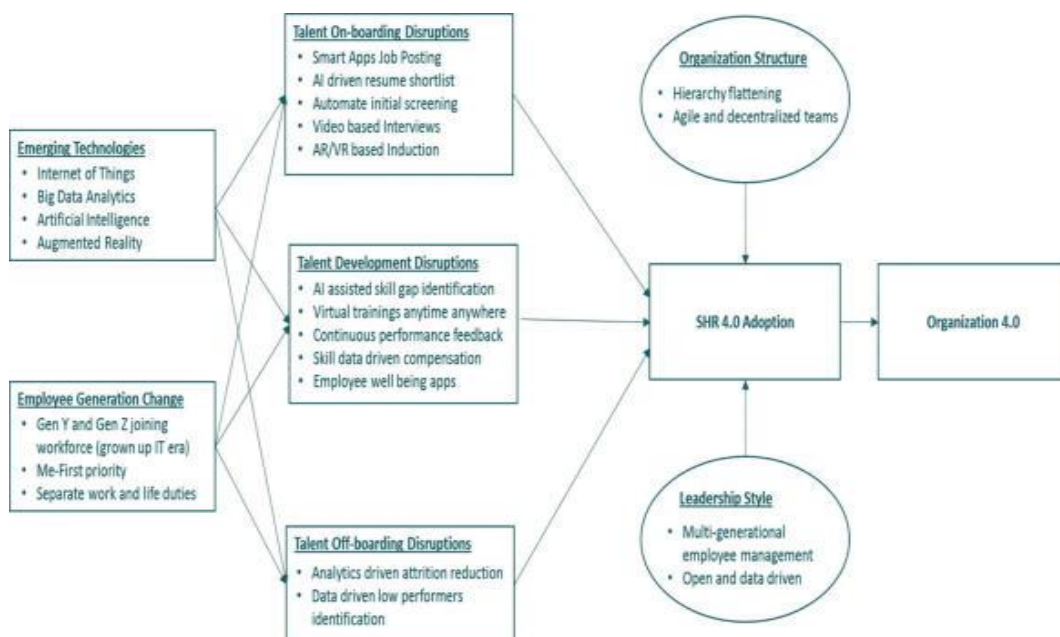 Emerging Technologies
• Internet of Things
• Big Data Analytics
• Artificial Intelligence
• Augmented Reality
Employee Generation Change
• Gen Y and Gen Z joining
workforce (grown up IT era)
• Me-First priority
• Separate work and life duties
Talent On-boarding Disruptions
• Smart Apps Job Posting
• AI driven resume shortlist
• Automate initial screening
• Video based Interviews
• AR/VR based Induction
Talent Development Disruptions
• AI assisted skill gap identification
• Virtual trainings anytime anywhere
• Continuous performance feedback
• Skill data driven compensation
• Employee well being apps
Talent Off-boarding Disruptions
• Analytics driven attrition reduction
• Data driven low performers
identification
Organization Structure
• Hierarchy flattening
• Agile and decentralized teams
SHR 4.0 Adoption
Leadership Style
• Multi-generational
employee management
• Open and data driven
Organization 4.0